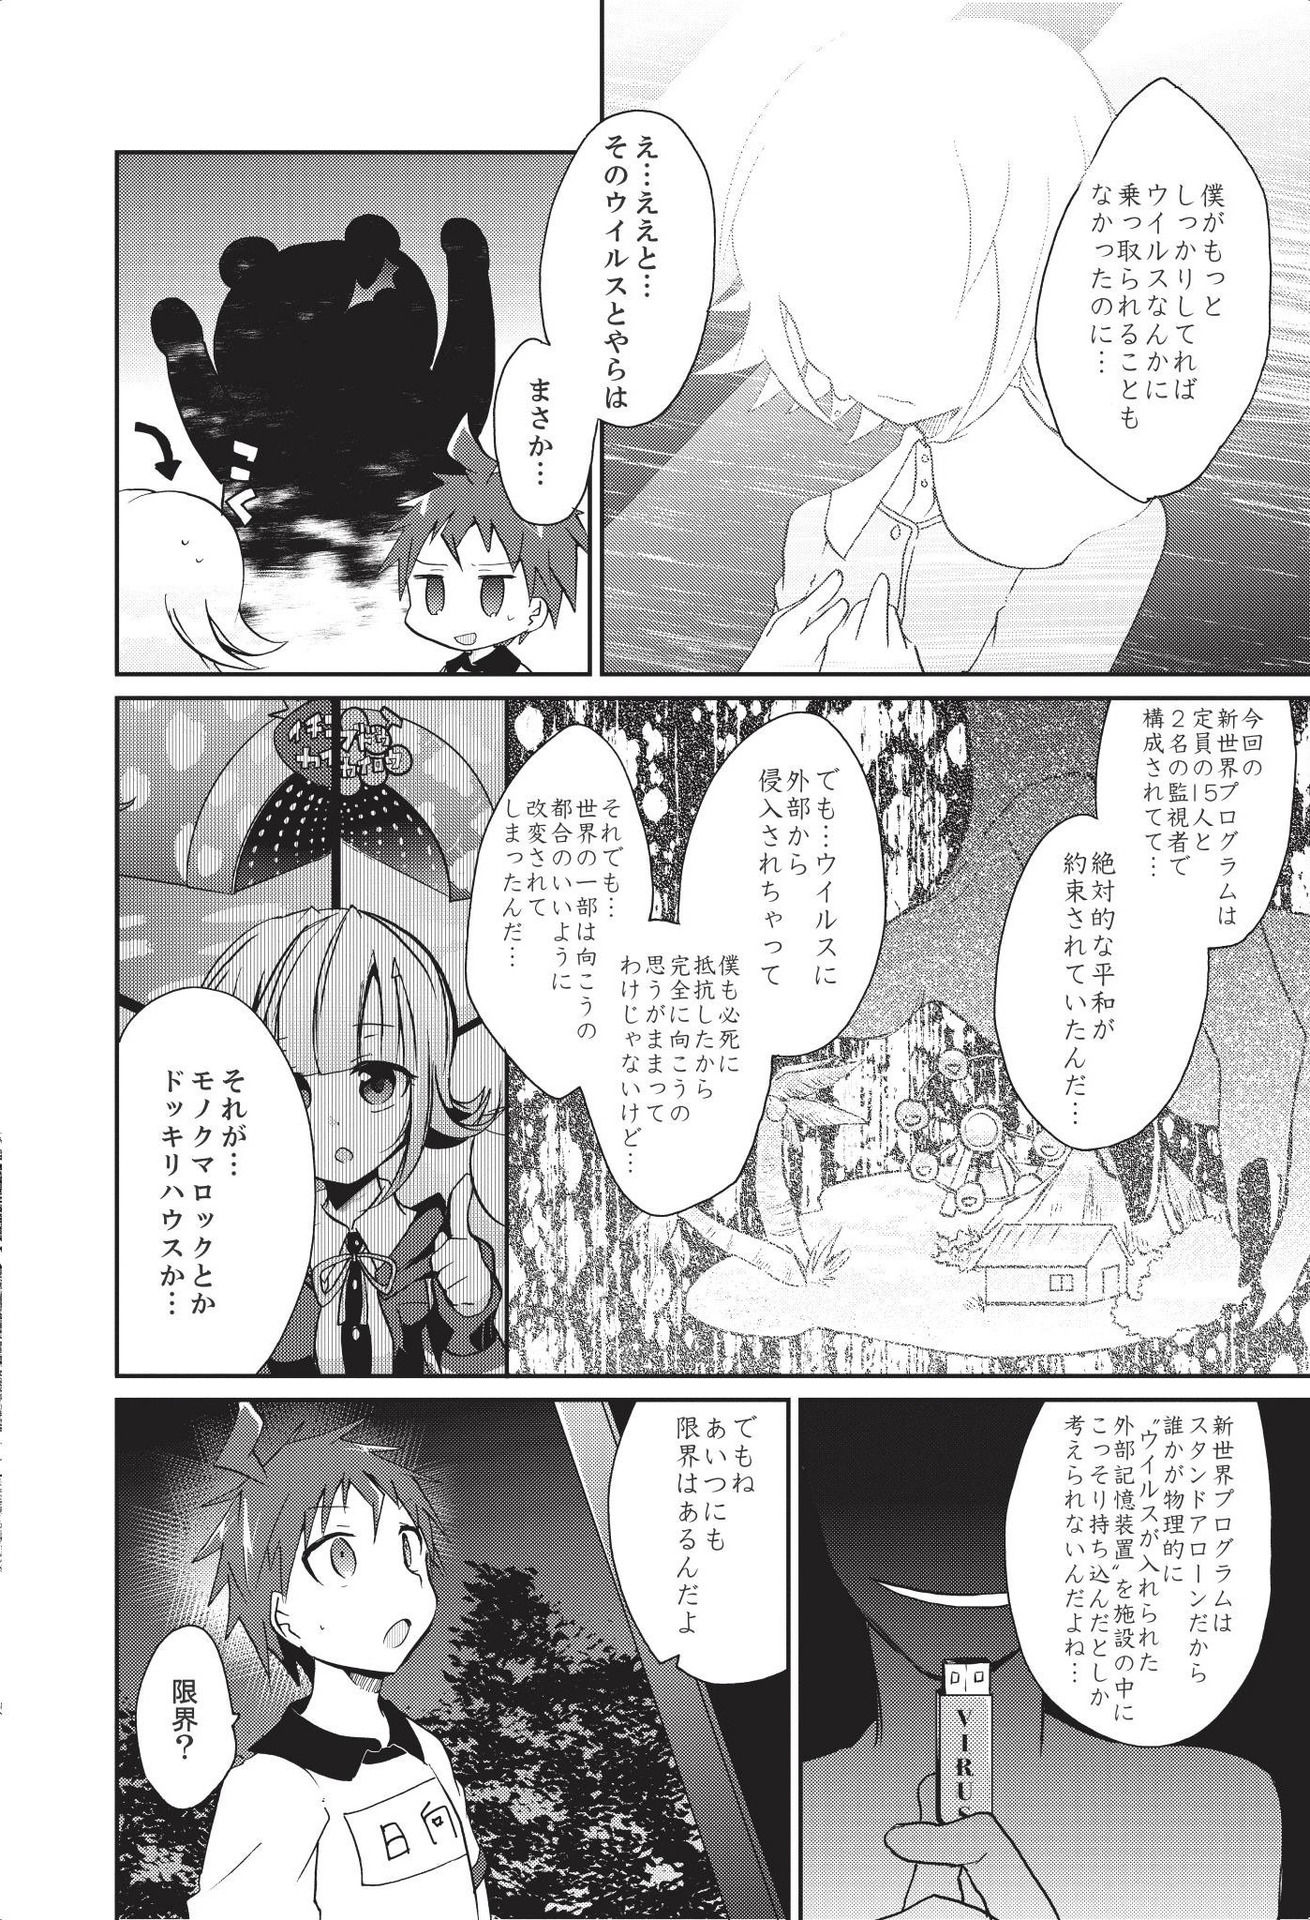 僕がもっと
しっかりしてれば
ウイルスなんかに
乗っ取られることも
なかったのに…
え…ええと…
そのウイルスとやらは
まさか…
今回の
新世界プログラムは
定員の15人と
2名の監視者で
構成されてて…
絶対的な平和が
約束されていたんだ…
でも…ウイルスに
外部から
侵入されちゃって
僕も必死に
抵抗したから
完全に向こうの
思うがままって
わけじゃないけど…
それでも…
世界の一部は向こうの
都合のいいように
改変されて
しまったんだ…
それが…
モノクマロックとか
ドッキリハウスか…
新世界プログラムは
スタンドアローンだから
誰かが物理的に
〝ウイルスが入れられた
外部記憶装置〟を施設の中に
こっそり持ち込んだとしか
考えられないんだよね…
VIRUS
でもね
あいつにも
限界はあるんだよ
限界?
日向